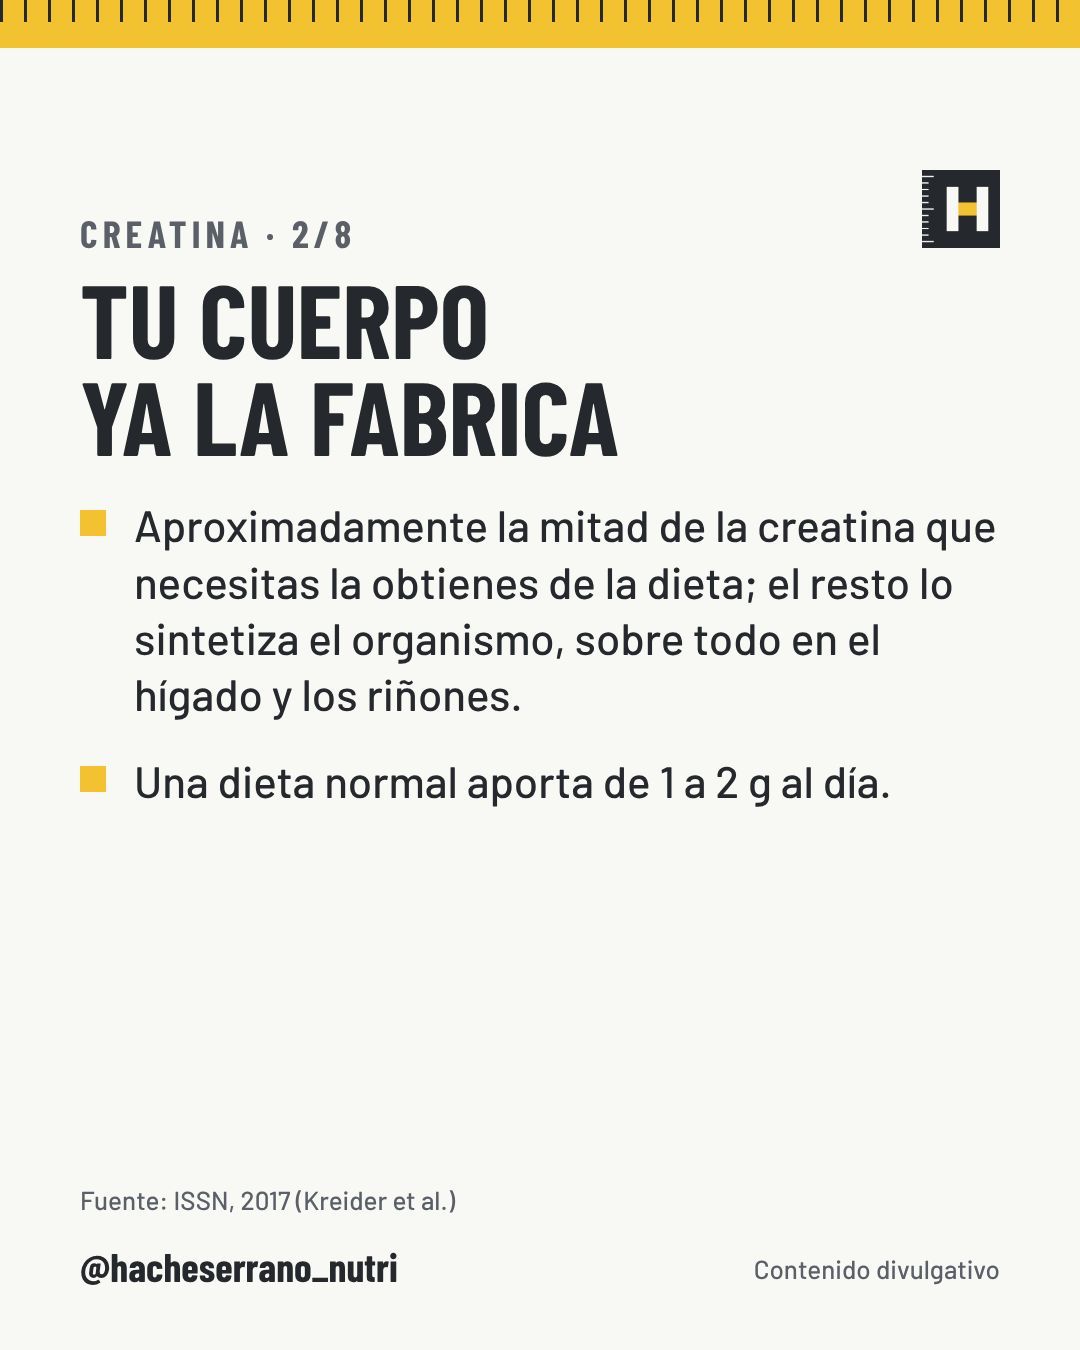 H
CREATINA · 2/8
TU CUERPO
YA LA FABRICA
Aproximadamente la mitad de la creatina que
necesitas la obtienes de la dieta; el resto lo
sintetiza el organismo, sobre todo en el
hígado y los riñones.
Una dieta normal aporta de 1 a 2 g al día.
Fuente: ISSN, 2017 (Kreider et al.)
@hacheserrano_nutri
Contenido divulgativo